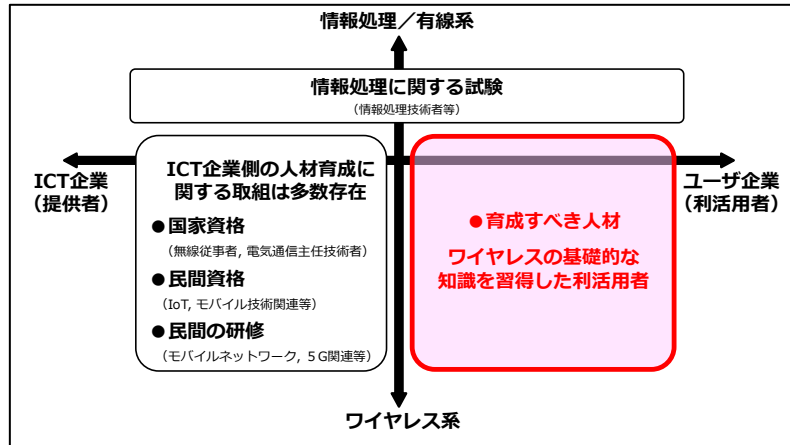 情報処理／有線系
情報処理に関する試験
（情報処理技術者等）
ICT企業
（提供者）
ユーザ企業
（利活用者）
ICT企業側の人材育成に
関する取組は多数存在
●国家資格
（無線従事者, 電気通信主任技術者）
●民間資格
（IoT, モバイル技術関連等）
●民間の研修
（モバイルネットワーク, ５G関連等）
●育成すべき人材
ワイヤレスの基礎的な
知識を習得した利活用者
ワイヤレス系